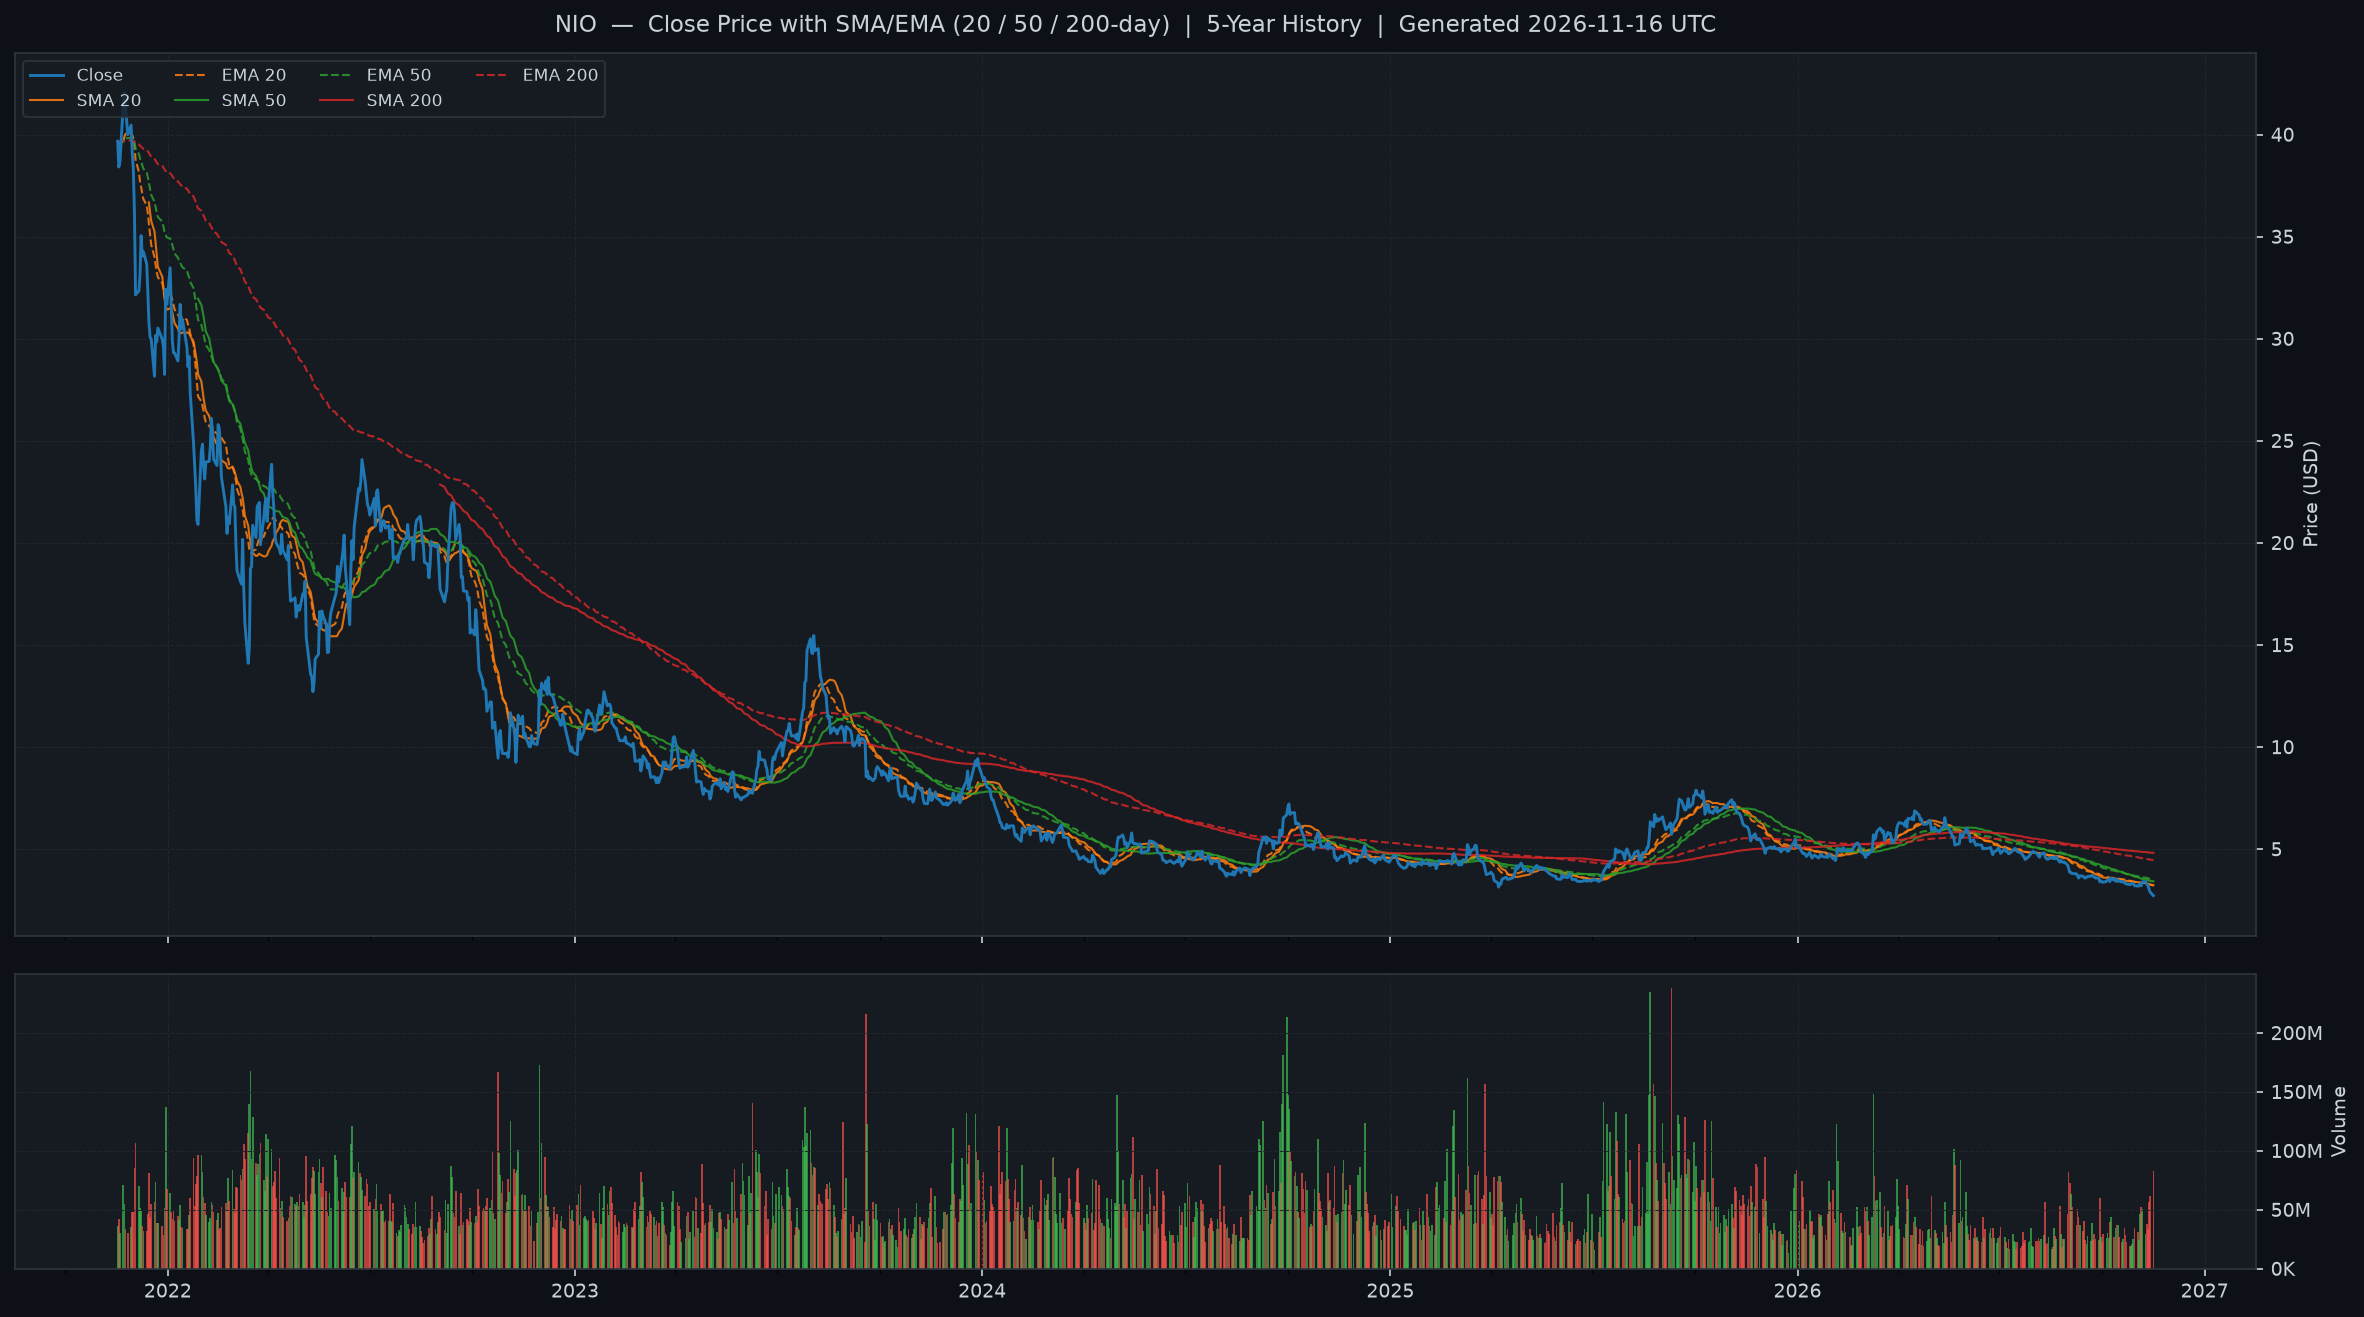 NIO — Close Price with SMA/EMA (20 / 50 / 200-day) | 5-Year History | Generated 2026-11-16 UTC
Close EMA 20 EMA 50 EMA 200
SMA 20 SMA 50 SMA 200
40
35
30
25
20
15
10
5
Price (USD)
200M
150M
100M
50M
0K
Volume
2022 2023 2024 2025 2026 2027